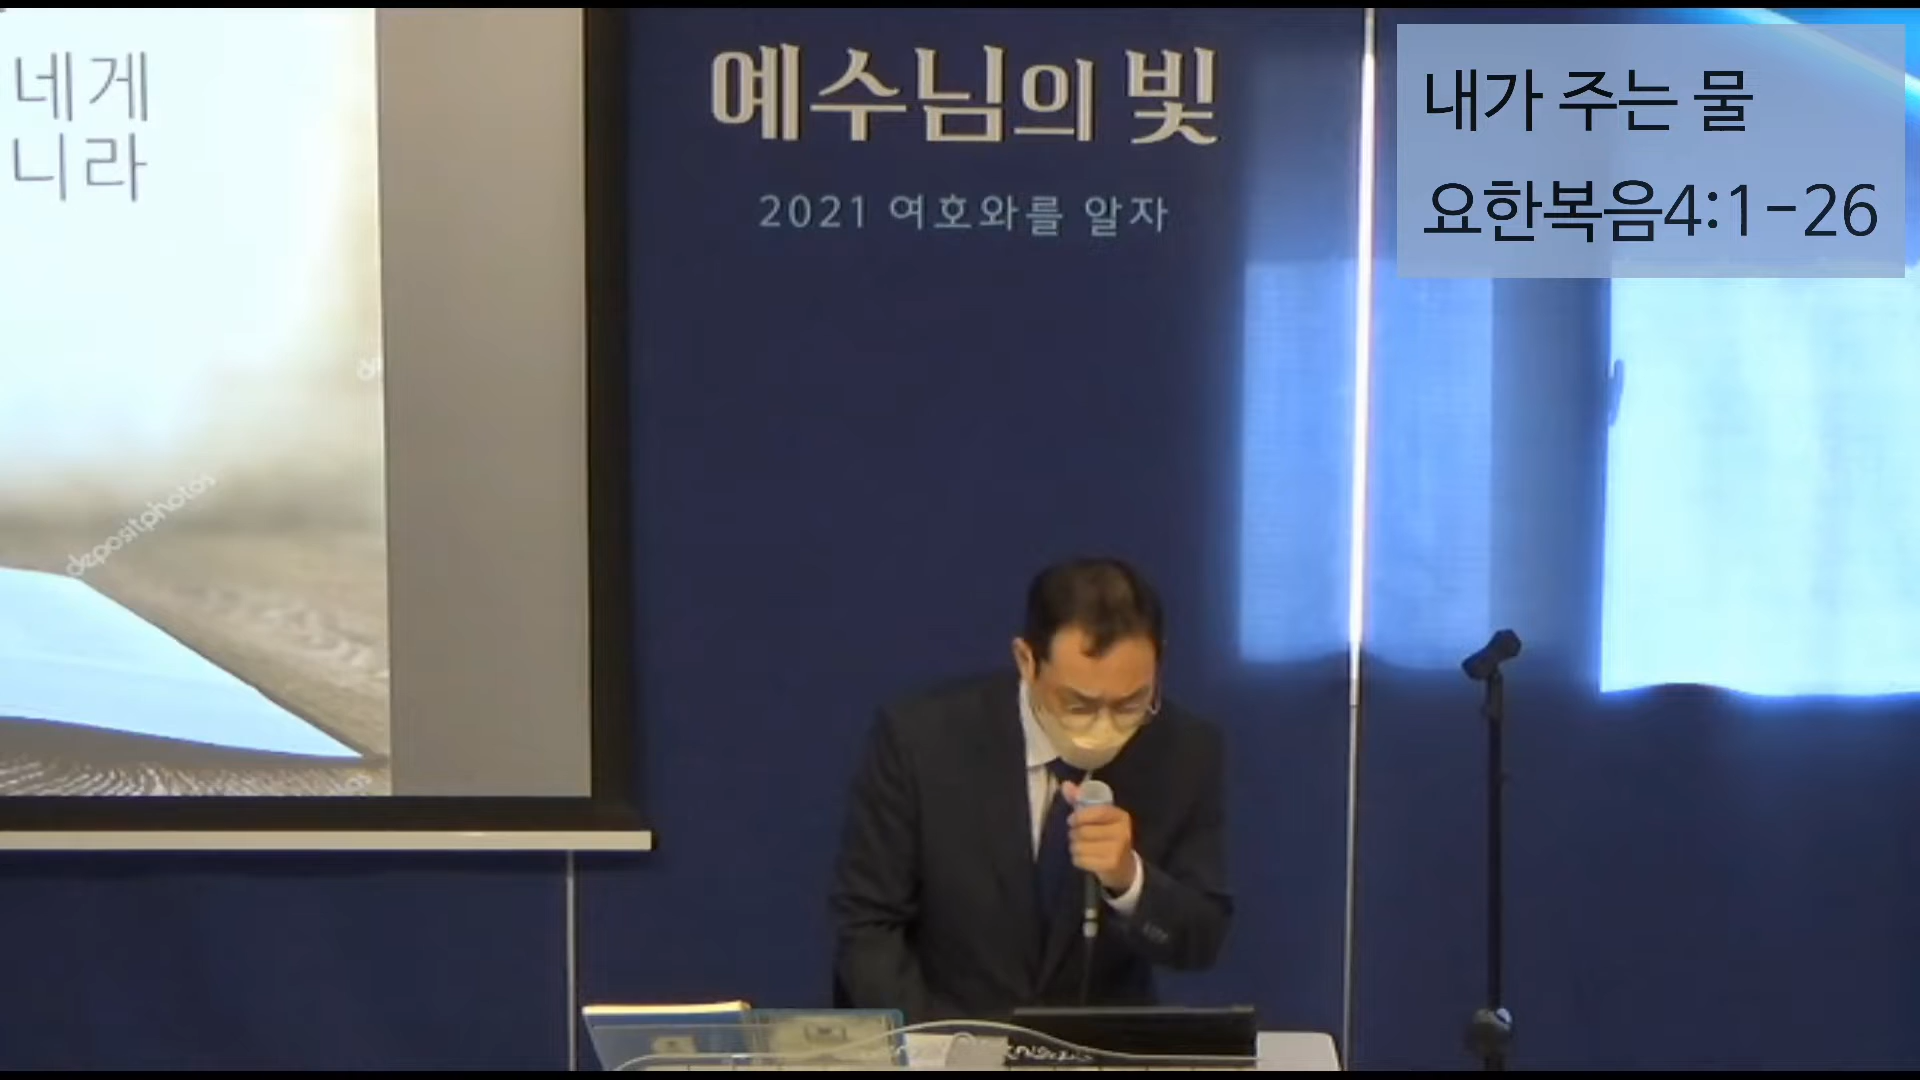 네게
니라
예수님의 빛
2021 여호와를 알자
내가 주는 물
요한복음4:1-26
depositphotos